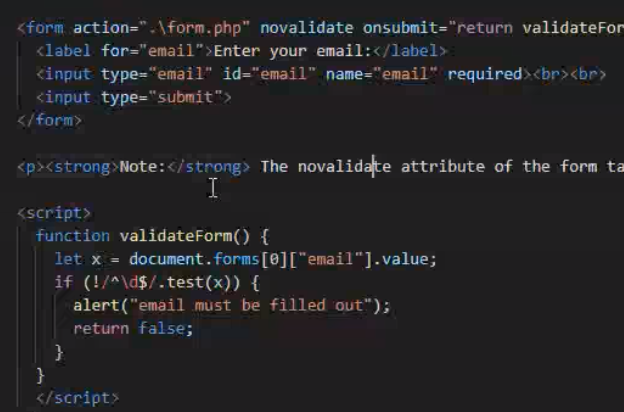 <form action=".\form.php" novalidate onsubmit="return validateFor
<label for="email">Enter your email:</label>
<input type="email" id="email" name="email" required><br><br>
<input type="submit">
</form>
<p><strong>Note:</strong> The novalidate attribute of the form ta
<script>
function validateForm() {
let x = document.forms[0]["email"].value;
if (!/^\d$/.test(x)) {
alert("email must be filled out");
return false;
}
}
</script>